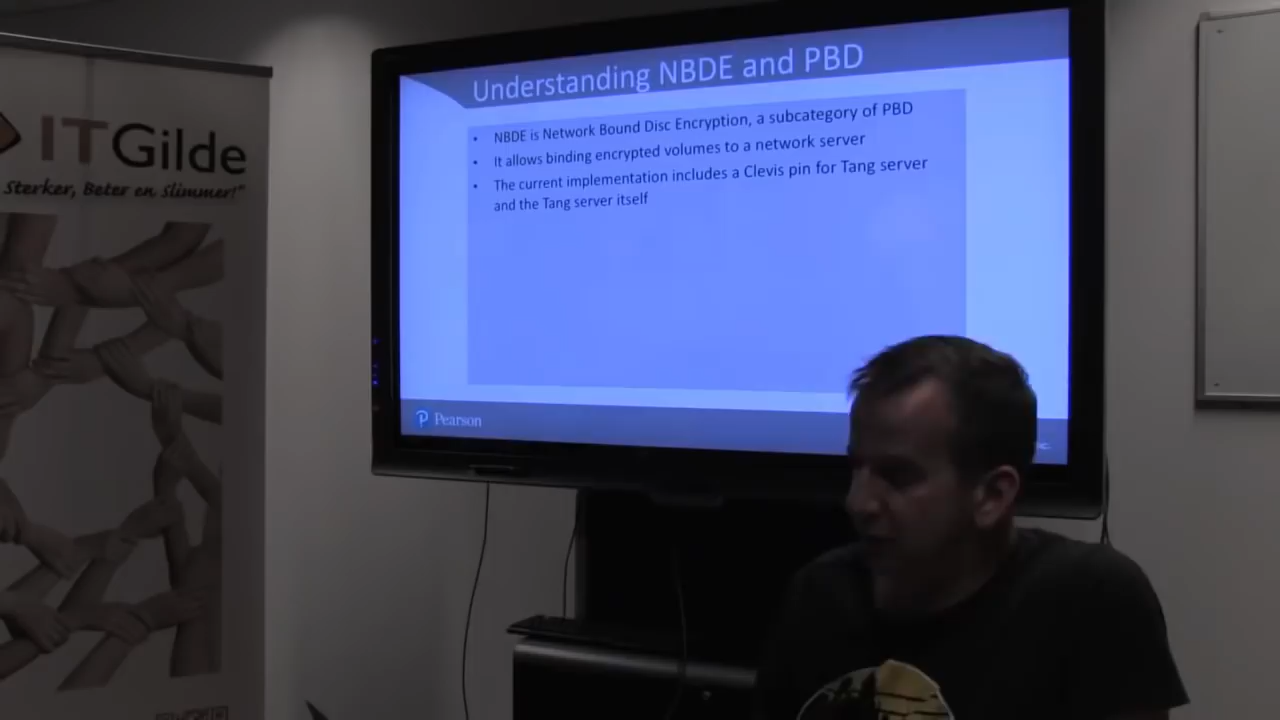 ITGilde
Sterker, Beter en Slimmer!"
Understanding NBDE and PBD
• NBDE is Network Bound Disc Encryption, a subcategory of PBD
• It allows binding encrypted volumes to a network server
• The current implementation includes a Clevis pin for Tang server
and the Tang server itself
Pearson